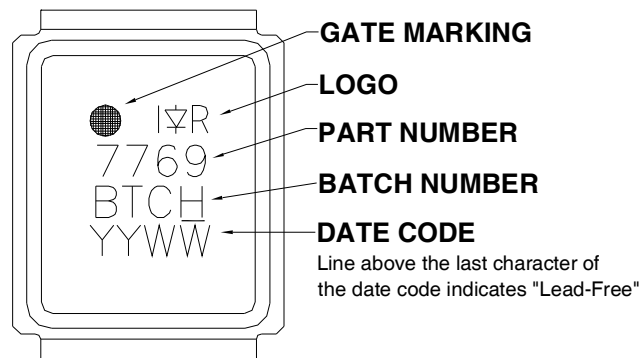 GATE MARKING
LOGO
I R
PART NUMBER
7769
BATCH NUMBER
BTCH
DATE CODE
YYWW
Line above the last character of
the date code indicates "Lead-Free"